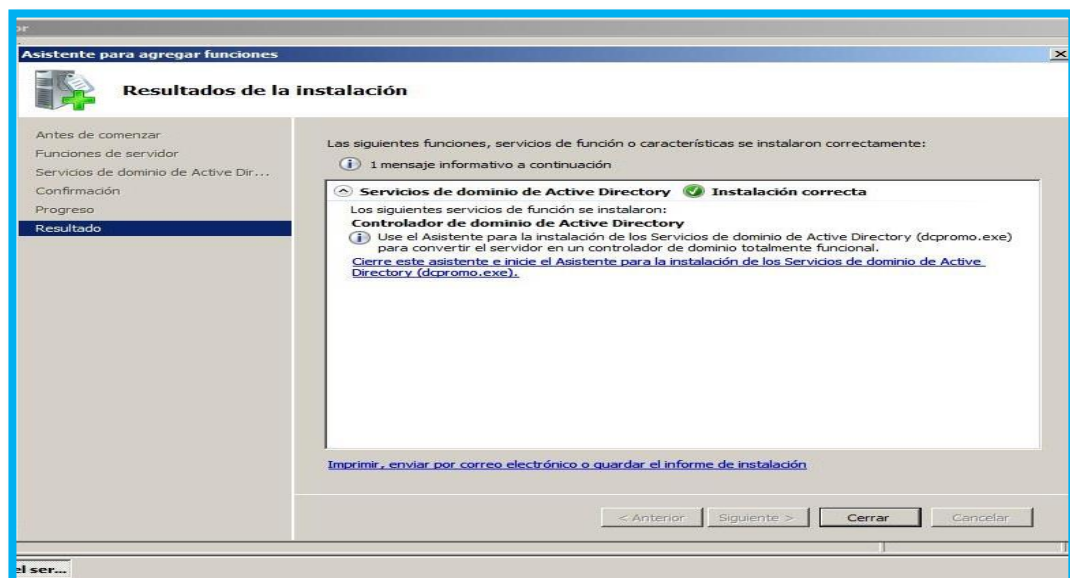 or
Asistente para agregar funciones
Resultados de la instalación
Antes de comenzar
Funciones de servidor
Servicios de dominio de Active Dir...
Confirmación
Progreso
Resultado
Las siguientes funciones, servicios de función o características se instalaron correctamente:
1 mensaje informativo a continuación
Servicios de dominio de Active Directory Instalación correcta
Los siguientes servicios de función se instalaron:
Controlador de dominio de Active Directory
Use el Asistente para la instalación de los Servicios de dominio de Active Directory (dcpromo.exe)
para convertir el servidor en un controlador de dominio totalmente funcional.
Cierre este asistente e inicie el Asistente para la instalación de los Servicios de dominio de Active
Directory (dcpromo.exe).
Imprimir, enviar por correo electrónico o guardar el informe de instalación
< Anterior Siguiente > Cerrar Cancelar
el ser...